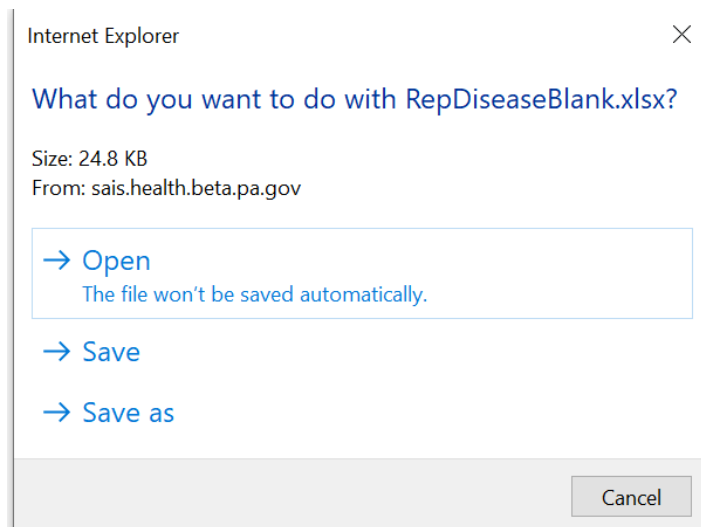 Internet Explorer
What do you want to do with RepDiseaseBlank.xlsx?
Size: 24.8 KB
From: sais.health.beta.pa.gov
→ Open
The file won't be saved automatically.
→ Save
→ Save as
Cancel